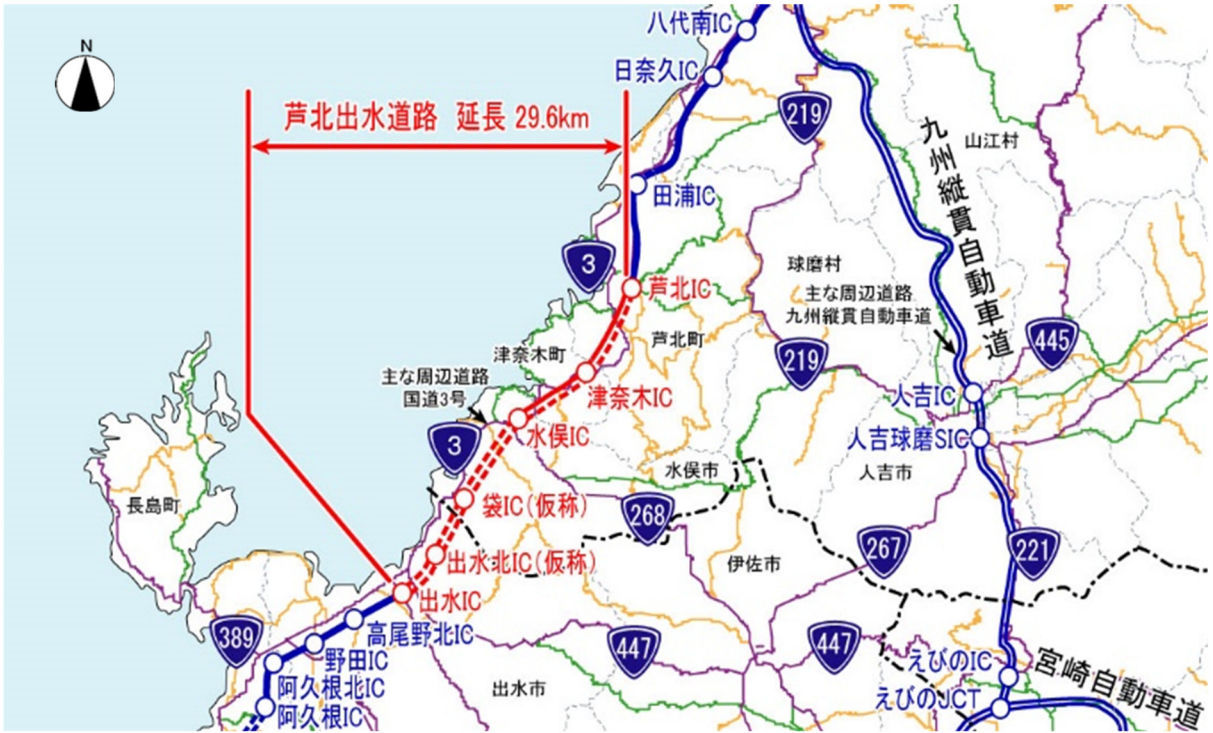 N
八代南IC
日奈久IC
芦北出水道路 延長 29.6km
219
山江村
九州縦貫自動車道
田浦IC
3
球磨村
芦北IC
主な周辺道路
九州縦貫自動車道
芦北町
津奈木町
219
445
主な周辺道路
国道3号
津奈木IC
人吉IC
水俣IC
3
人吉球磨SIC
水俣市
人吉市
長島町
袋IC(仮称)
268
267
221
出水北IC(仮称)
伊佐市
出水IC
389
高尾野北IC
447
447
野田IC
えびのIC
宮崎自動車道
阿久根北IC
出水市
えびのJCT
阿久根IC